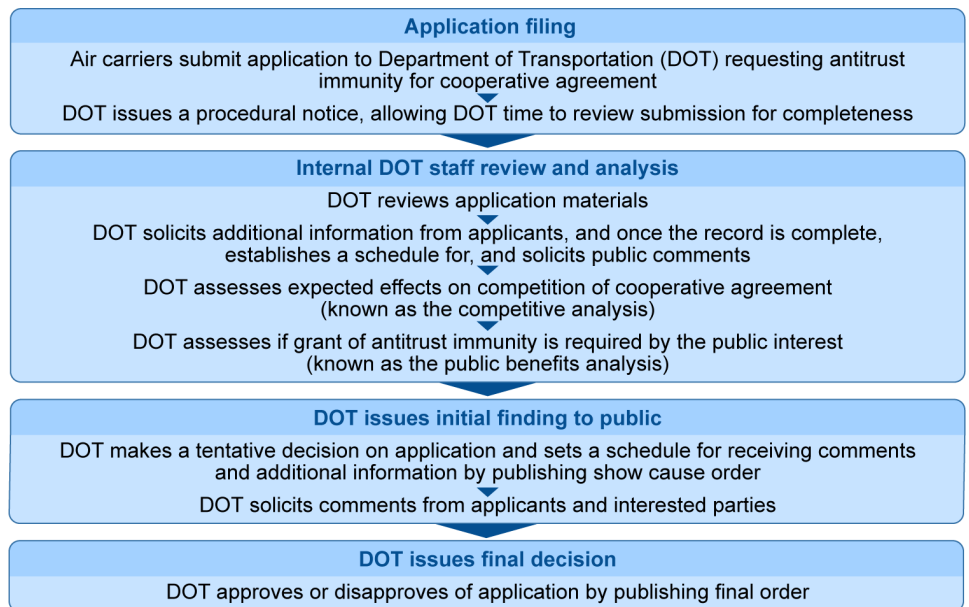 Application filing
Air carriers submit application to Department of Transportation (DOT) requesting antitrust
immunity for cooperative agreement
DOT issues a procedural notice, allowing DOT time to review submission for completeness
Internal DOT staff review and analysis
DOT reviews application materials
DOT solicits additional information from applicants, and once the record is complete,
establishes a schedule for, and solicits public comments
DOT assesses expected effects on competition of cooperative agreement
(known as the competitive analysis)
DOT assesses if grant of antitrust immunity is required by the public interest
(known as the public benefits analysis)
DOT issues initial finding to public
DOT makes a tentative decision on application and sets a schedule for receiving comments
and additional information by publishing show cause order
DOT solicits comments from applicants and interested parties
DOT issues final decision
DOT approves or disapproves of application by publishing final order